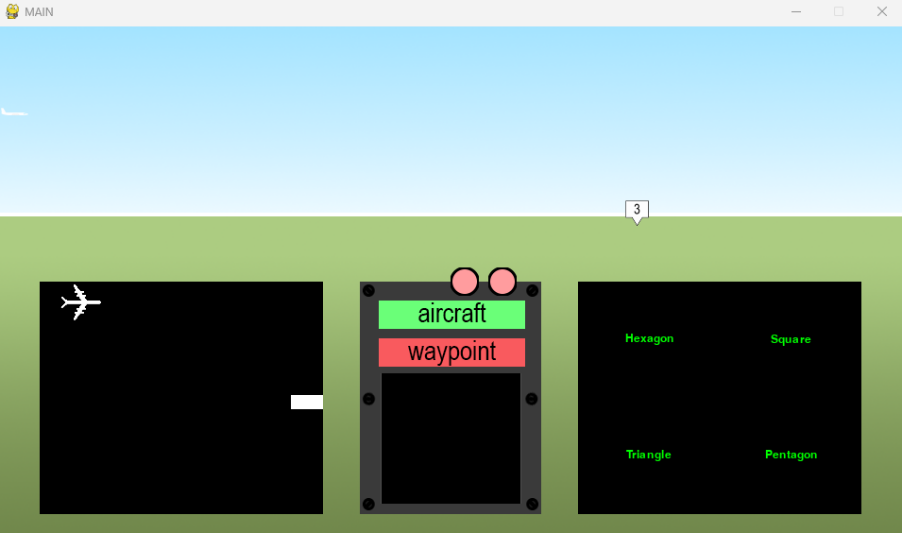 MAIN
3
aircraft
waypoint
Hexagon Square
Triangle Pentagon